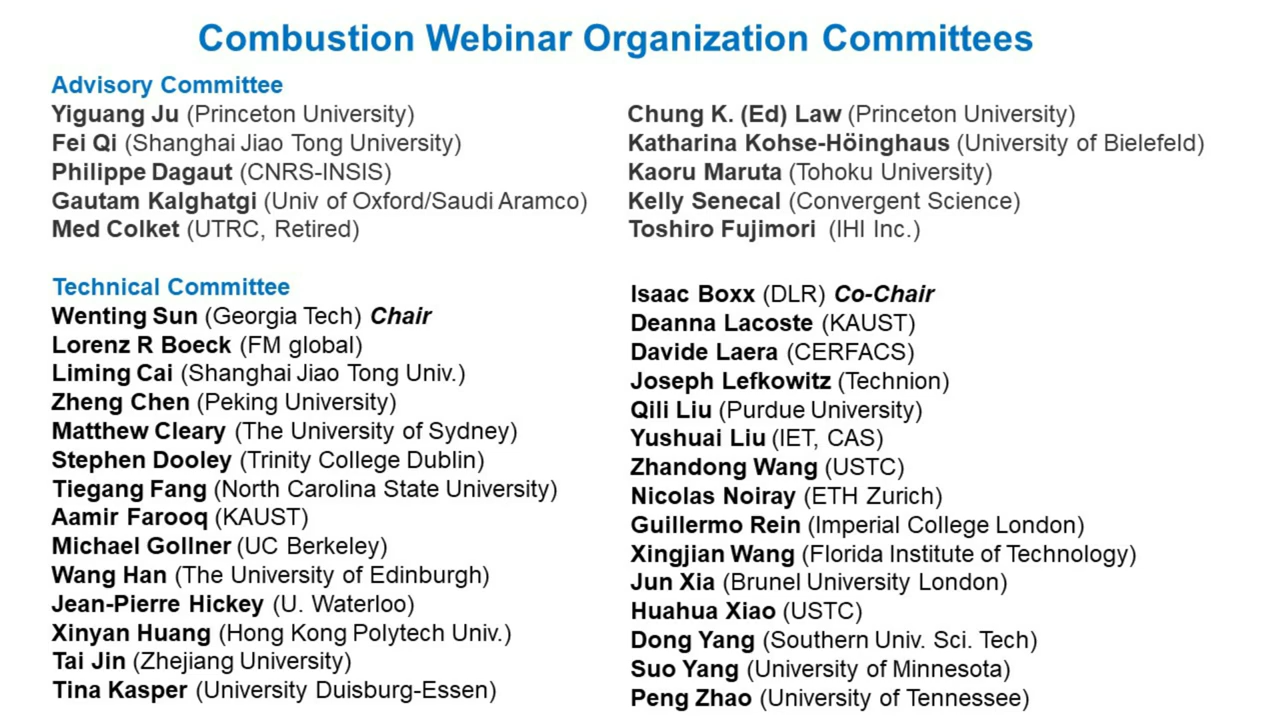 Combustion Webinar Organization Committees
Advisory Committee
Yiguang Ju (Princeton University)
Fei Qi (Shanghai Jiao Tong University)
Philippe Dagaut (CNRS-INSIS)
Gautam Kalghatgi (Univ of Oxford/Saudi Aramco)
Med Colket (UTRC, Retired)
Chung K. (Ed) Law (Princeton University)
Katharina Kohse-Höinghaus (University of Bielefeld)
Kaoru Maruta (Tohoku University)
Kelly Senecal (Convergent Science)
Toshiro Fujimori (IHI Inc.)
Technical Committee
Wenting Sun (Georgia Tech) Chair
Lorenz R Boeck (FM global)
Liming Cai (Shanghai Jiao Tong Univ.)
Zheng Chen (Peking University)
Matthew Cleary (The University of Sydney)
Stephen Dooley (Trinity College Dublin)
Tiegang Fang (North Carolina State University)
Aamir Farooq (KAUST)
Michael Gollner (UC Berkeley)
Wang Han (The University of Edinburgh)
Jean-Pierre Hickey (U. Waterloo)
Xinyan Huang (Hong Kong Polytech Univ.)
Tai Jin (Zhejiang University)
Tina Kasper (University Duisburg-Essen)
Isaac Boxx (DLR) Co-Chair
Deanna Lacoste (KAUST)
Davide Laera (CERFACS)
Joseph Lefkowitz (Technion)
Qili Liu (Purdue University)
Yushuai Liu (IET, CAS)
Zhandong Wang (USTC)
Nicolas Noiray (ETH Zurich)
Guillermo Rein (Imperial College London)
Xingjian Wang (Florida Institute of Technology)
Jun Xia (Brunel University London)
Huahua Xiao (USTC)
Dong Yang (Southern Univ. Sci. Tech)
Suo Yang (University of Minnesota)
Peng Zhao (University of Tennessee)